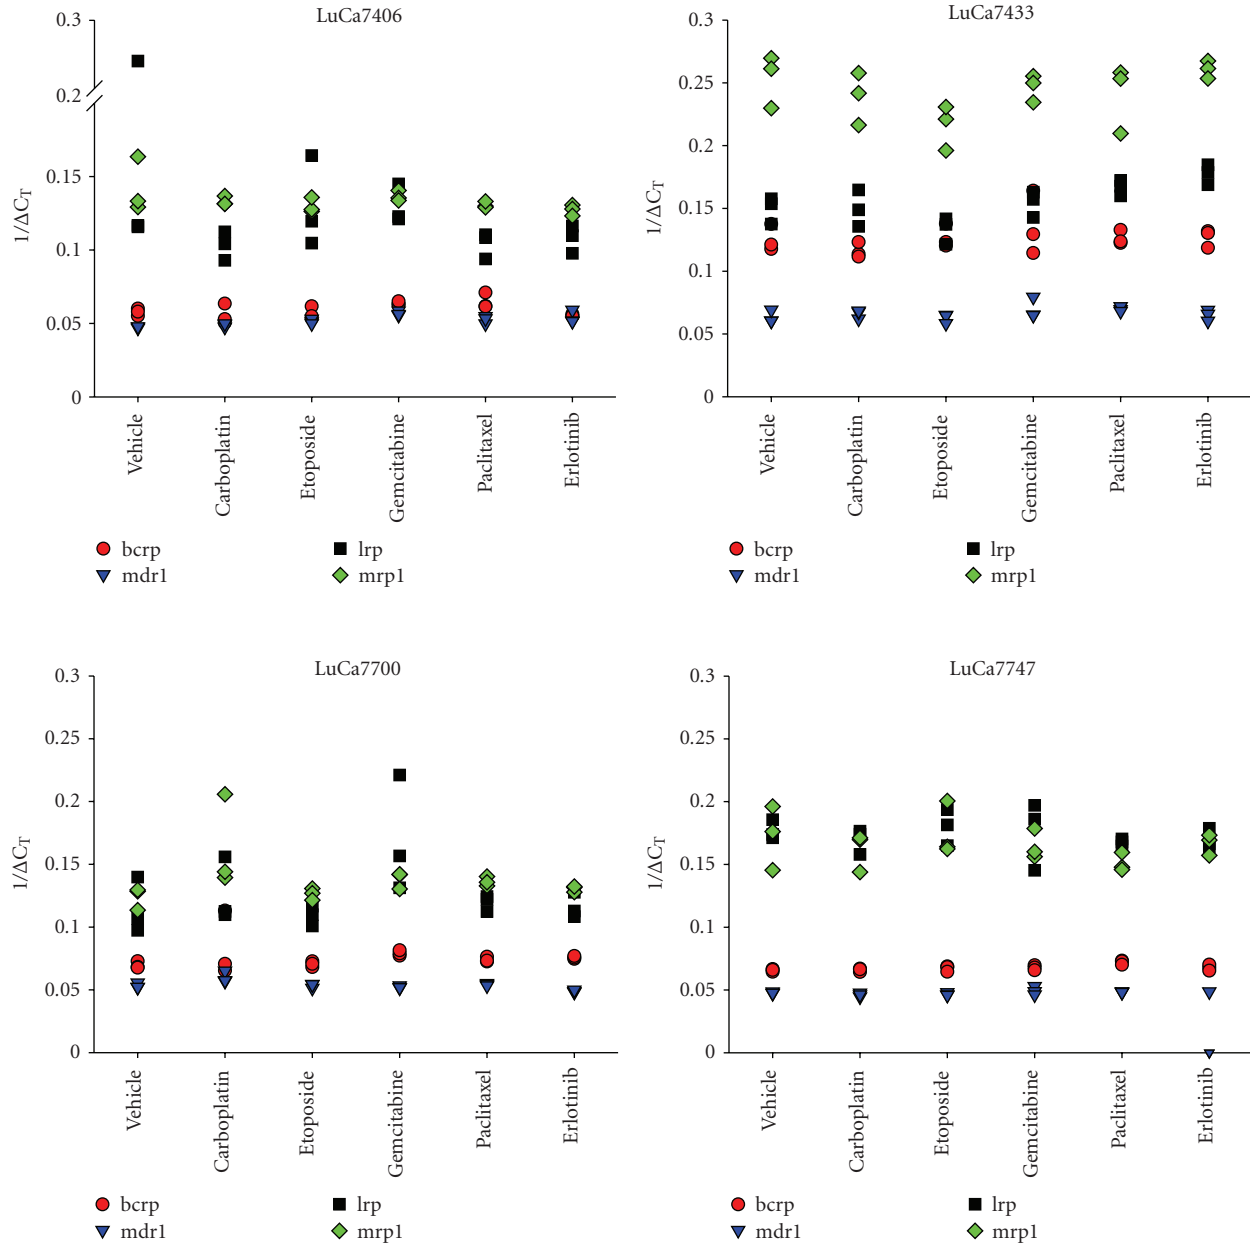 LuCa7406
0.3
0.2
0.15
0.1
0.05
0
1/ΔC_T
Vehicle
Carboplatin
Etoposide
Gemcitabine
Paclitaxel
Erlotinib
bcrp
lrp
mdr1
mrp1
LuCa7433
0.3
0.25
0.2
0.15
0.1
0.05
0
1/ΔC_T
Vehicle
Carboplatin
Etoposide
Gemcitabine
Paclitaxel
Erlotinib
bcrp
lrp
mdr1
mrp1
LuCa7700
0.3
0.25
0.2
0.15
0.1
0.05
0
1/ΔC_T
Vehicle
Carboplatin
Etoposide
Gemcitabine
Paclitaxel
Erlotinib
bcrp
lrp
mdr1
mrp1
LuCa7747
0.3
0.25
0.2
0.15
0.1
0.05
0
1/ΔC_T
Vehicle
Carboplatin
Etoposide
Gemcitabine
Paclitaxel
Erlotinib
bcrp
lrp
mdr1
mrp1